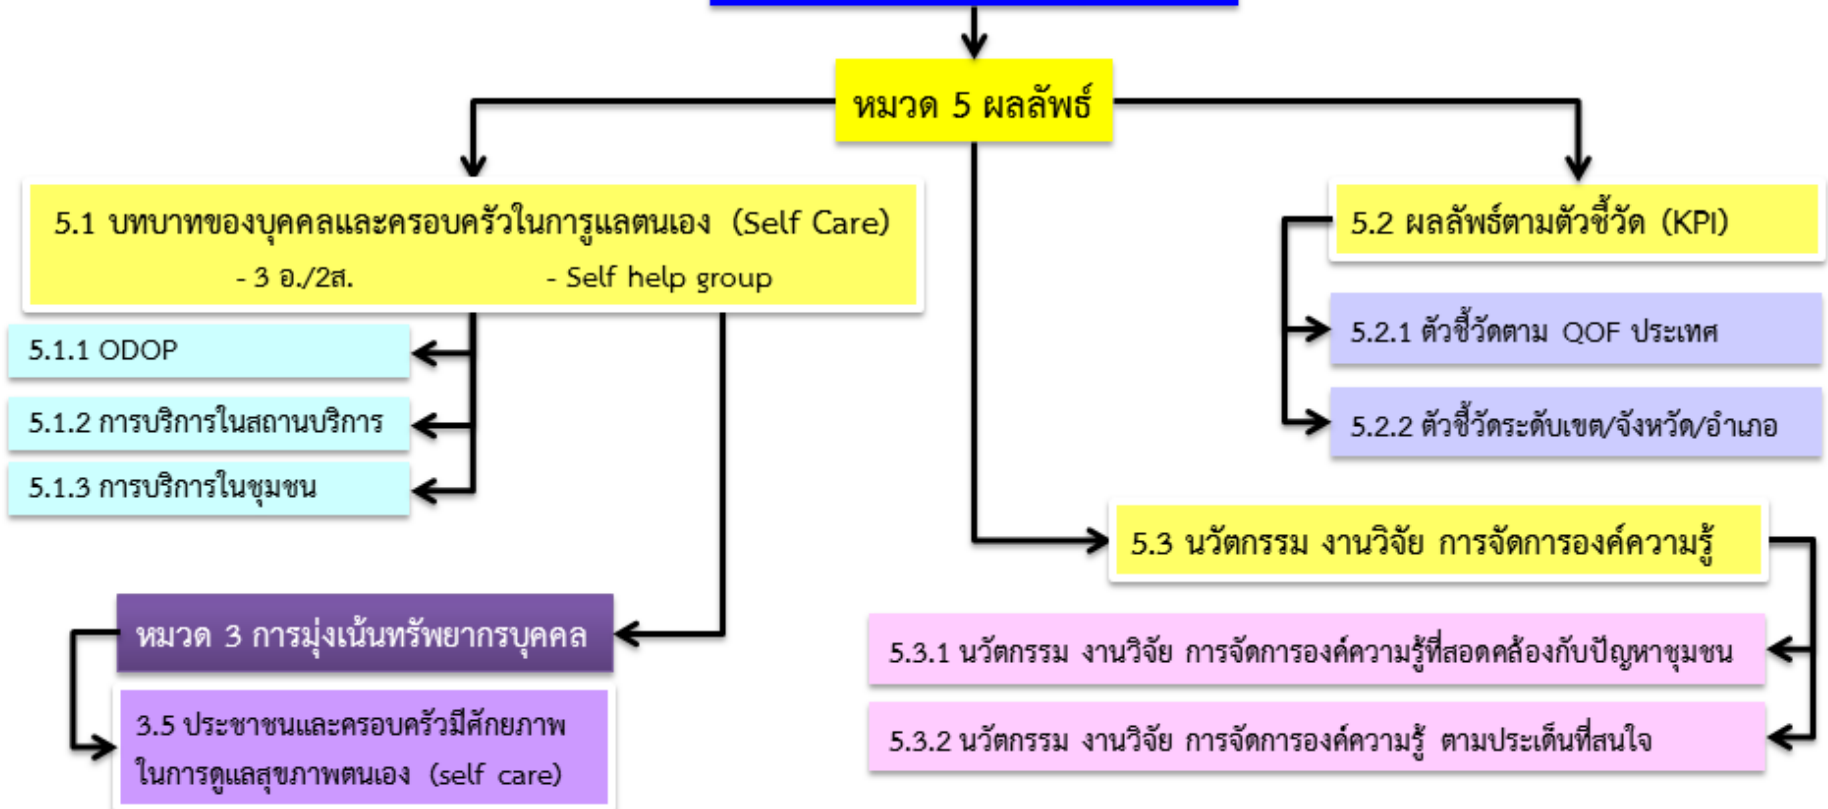 หมวด 5 ผลลัพธ์
5.1 บทบาทของบุคคลและครอบครัวในการูแลตนเอง (Self Care)
- 3 อ./2ส. - Self help group
5.1.1 ODOP
5.1.2 การบริการในสถานบริการ
5.1.3 การบริการในชุมชน
หมวด 3 การมุ่งเน้นทรัพยากรบุคคล
3.5 ประชาชนและครอบครัวมีศักยภาพ
ในการดูแลสุขภาพตนเอง (self care)
5.2 ผลลัพธ์ตามตัวชี้วัด (KPI)
5.2.1 ตัวชี้วัดตาม QOF ประเทศ
5.2.2 ตัวชี้วัดระดับเขต/จังหวัด/อำเภอ
5.3 นวัตกรรม งานวิจัย การจัดการองค์ความรู้
5.3.1 นวัตกรรม งานวิจัย การจัดการองค์ความรู้ที่สอดคล้องกับปัญหาชุมชน
5.3.2 นวัตกรรม งานวิจัย การจัดการองค์ความรู้ ตามประเด็นที่สนใจ